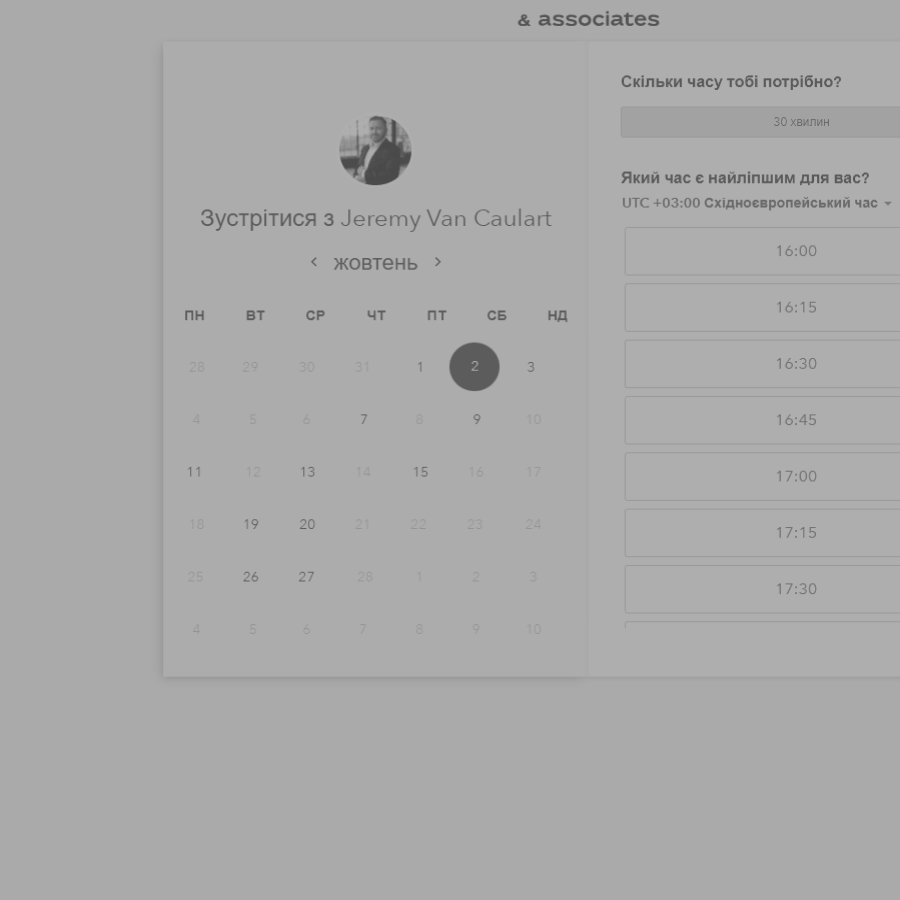 & associates
Зустрітися з Jeremy Van Caulart
жовтень
ПН ВТ СР ЧТ ПТ СБ НД
28 29 30 31 1 2 3
4 5 6 7 8 9 10
11 12 13 14 15 16 17
18 19 20 21 22 23 24
25 26 27 28 1 2 3
4 5 6 7 8 9 10
Скільки часу тобі потрібно?
30 хвилин
Який час є найліпшим для вас?
UTC +03:00 Східноєвропейський час
16:00
16:15
16:30
16:45
17:00
17:15
17:30